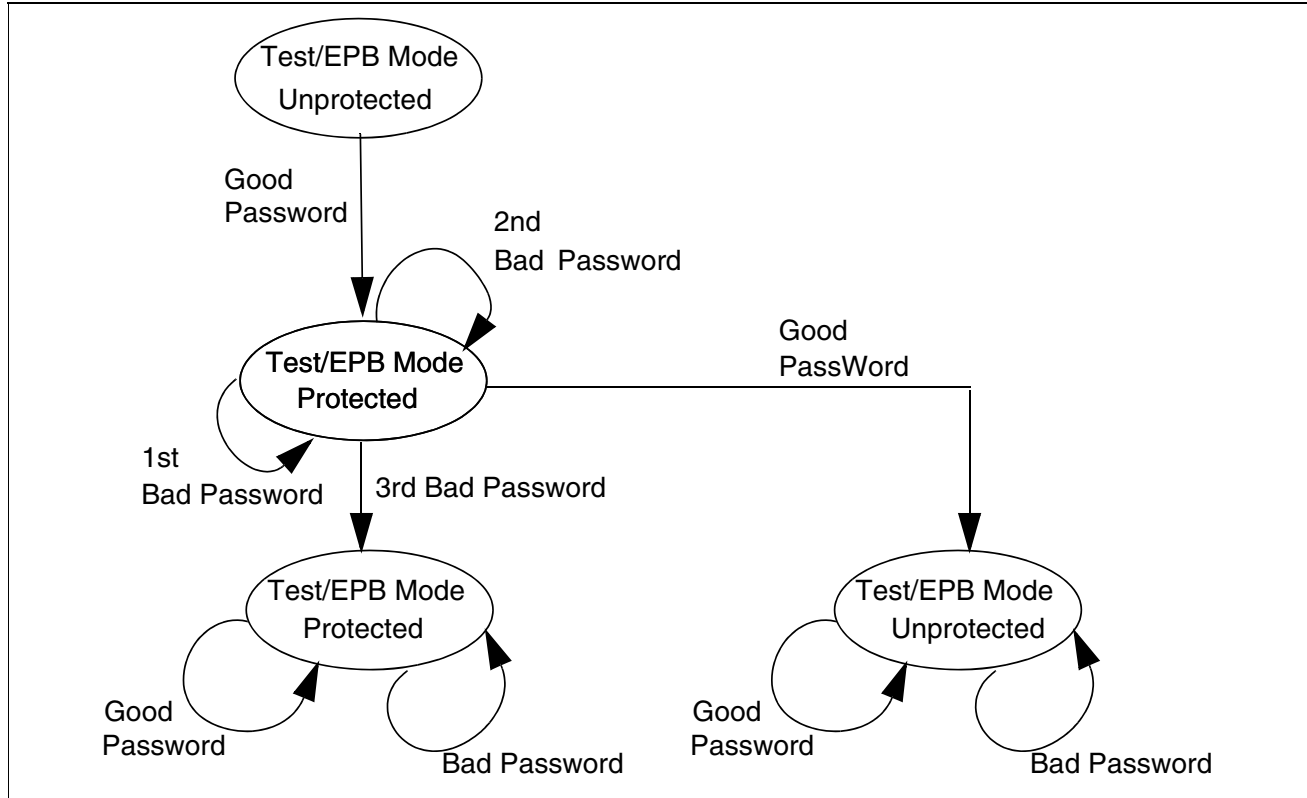 Test/EPB Mode
Unprotected
Good
Password
2nd
Bad Password
Good
PassWord
Test/EPB Mode
Protected
1st
Bad Password
3rd Bad Password
Test/EPB Mode
Protected
Test/EPB Mode
Unprotected
Good
Password
Bad Password
Good
Password
Bad Password